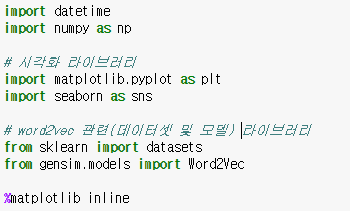 import datetime
import numpy as np
# 시각화 라이브러리
import matplotlib.pyplot as plt
import seaborn as sns
# word2vec 관련(데이터셋 및 모델) 라이브러리
from sklearn import datasets
from gensim.models import Word2Vec
%matplotlib inline